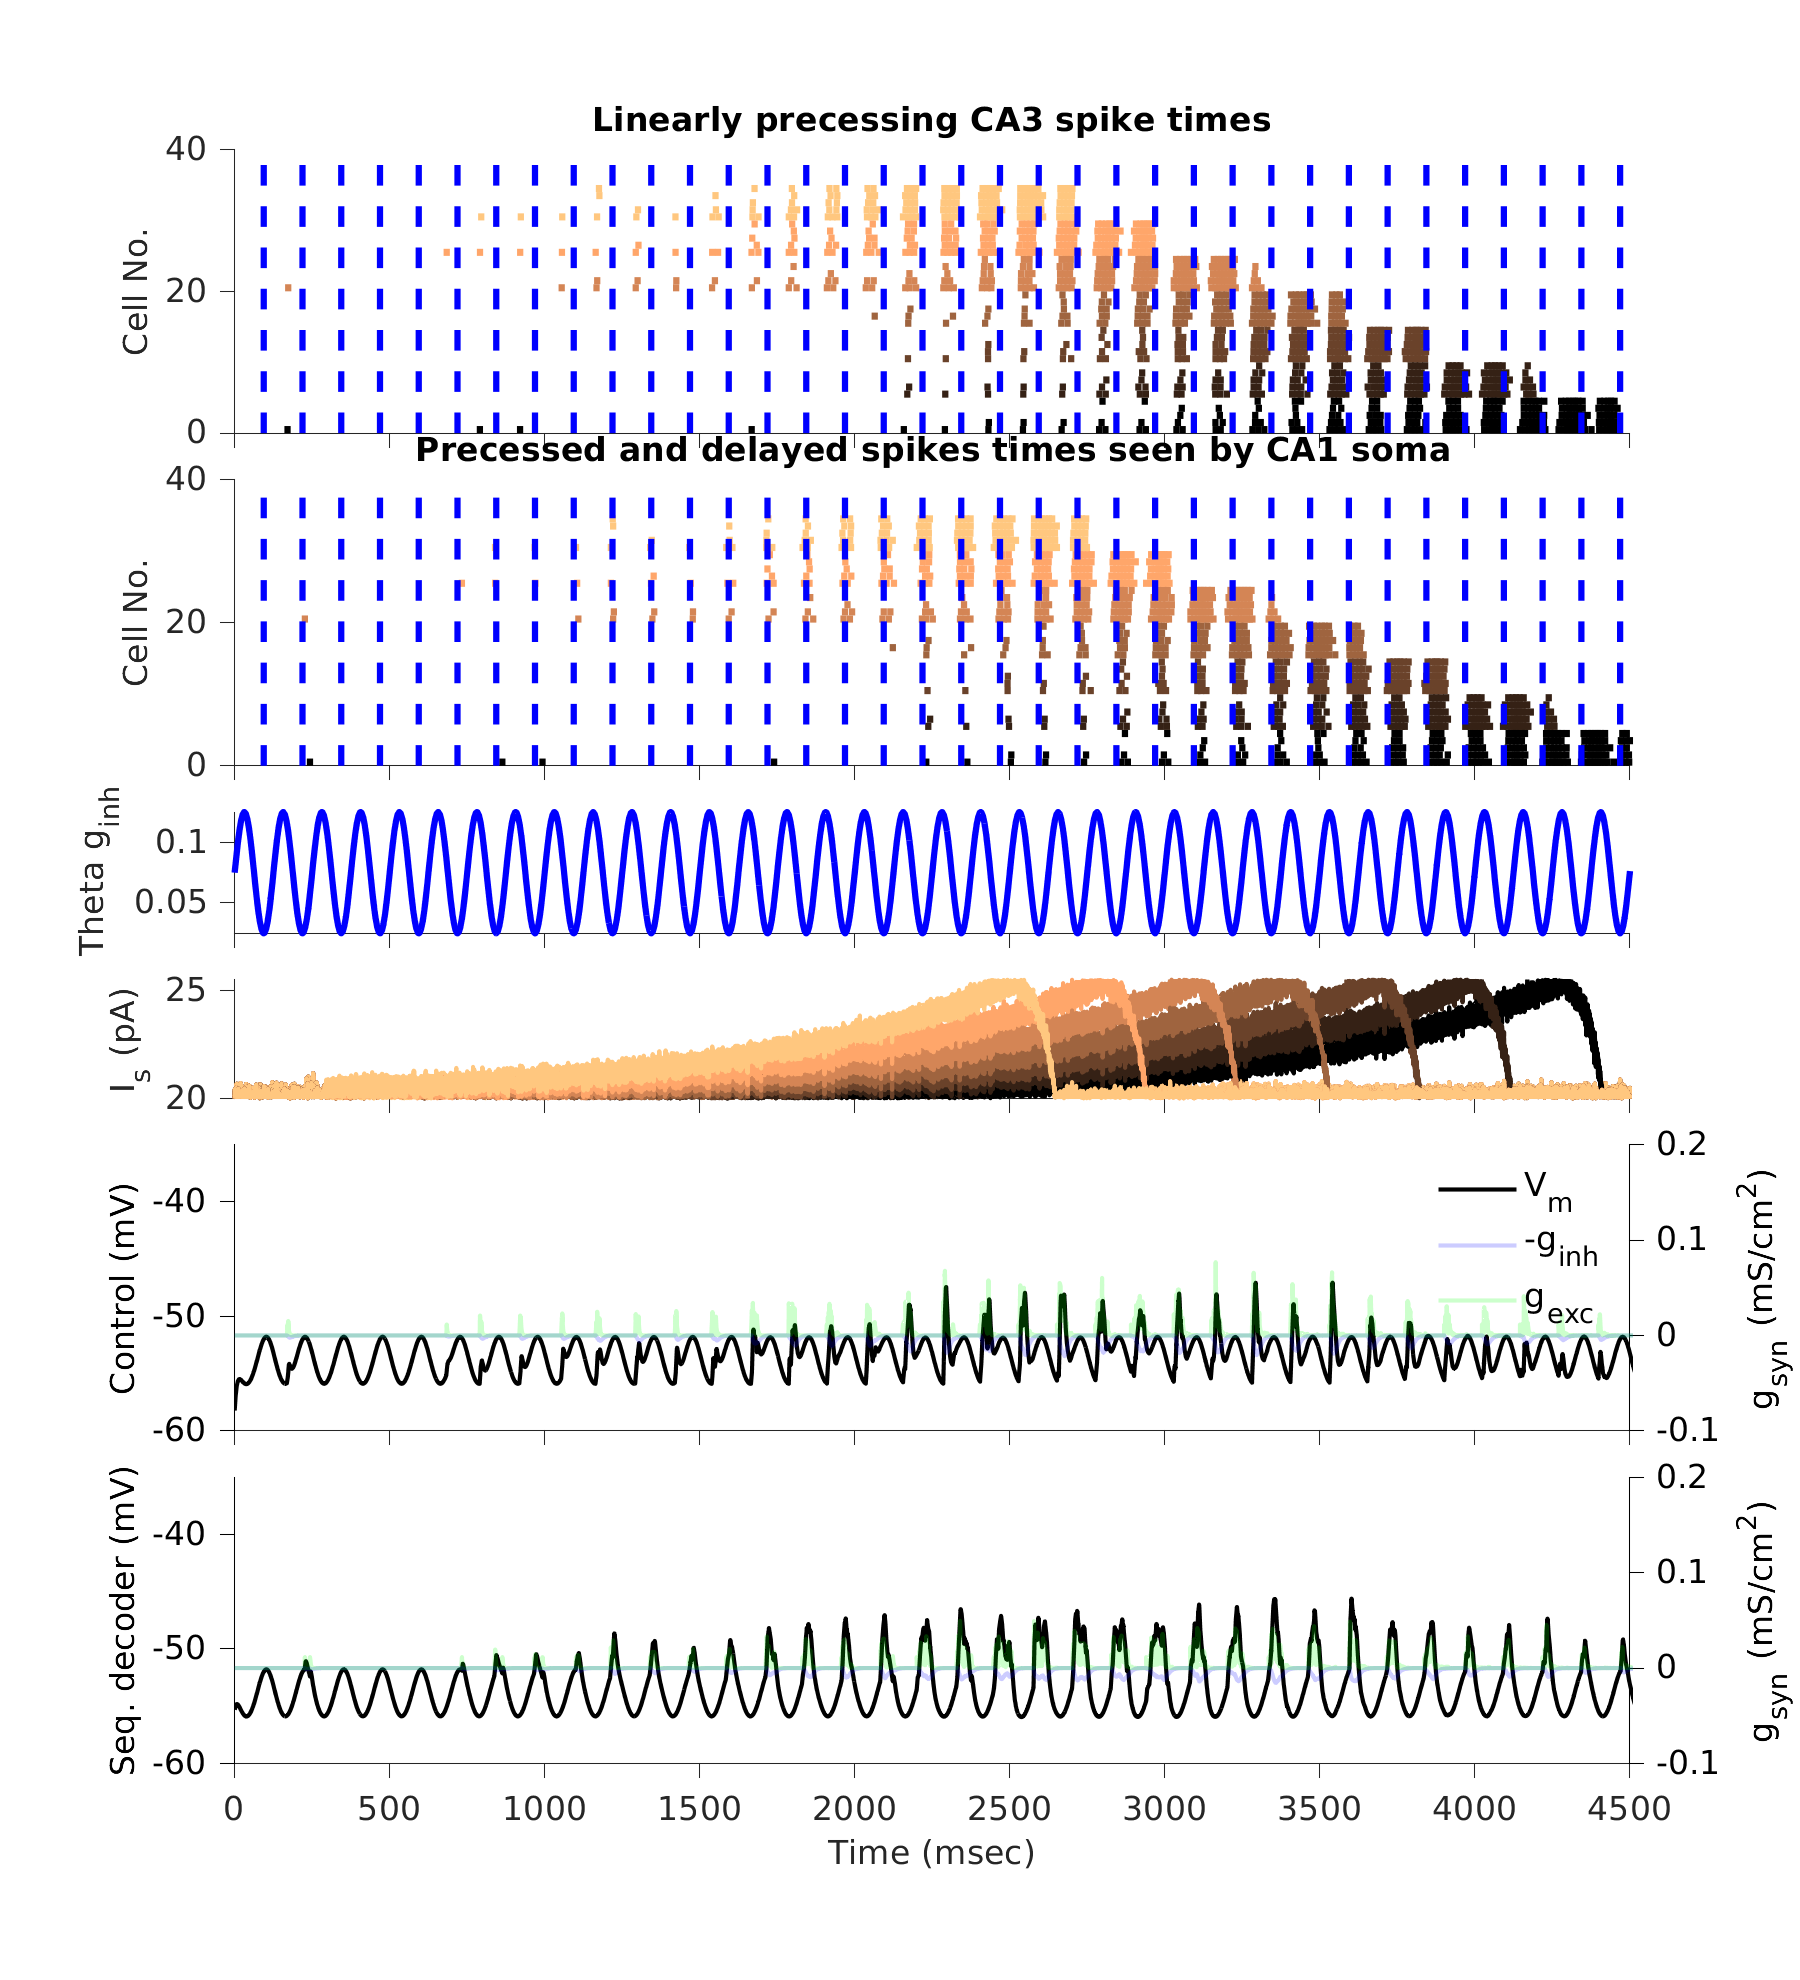 Linearly precessing CA3 spike times
40
20
0
Cell No.
Precessed and delayed spikes times seen by CA1 soma
40
20
0
Cell No.
0.1
0.05
Theta g_inh
25
20
I_s (pA)
-40
-50
-60
Control (mV)
V_m
-g_inh
g_exc
0.2
0.1
0
-0.1
g_syn (mS/cm^2)
-40
-50
-60
Seq. decoder (mV)
0.2
0.1
0
-0.1
g_syn (mS/cm^2)
0 500 1000 1500 2000 2500 3000 3500 4000 4500
Time (msec)